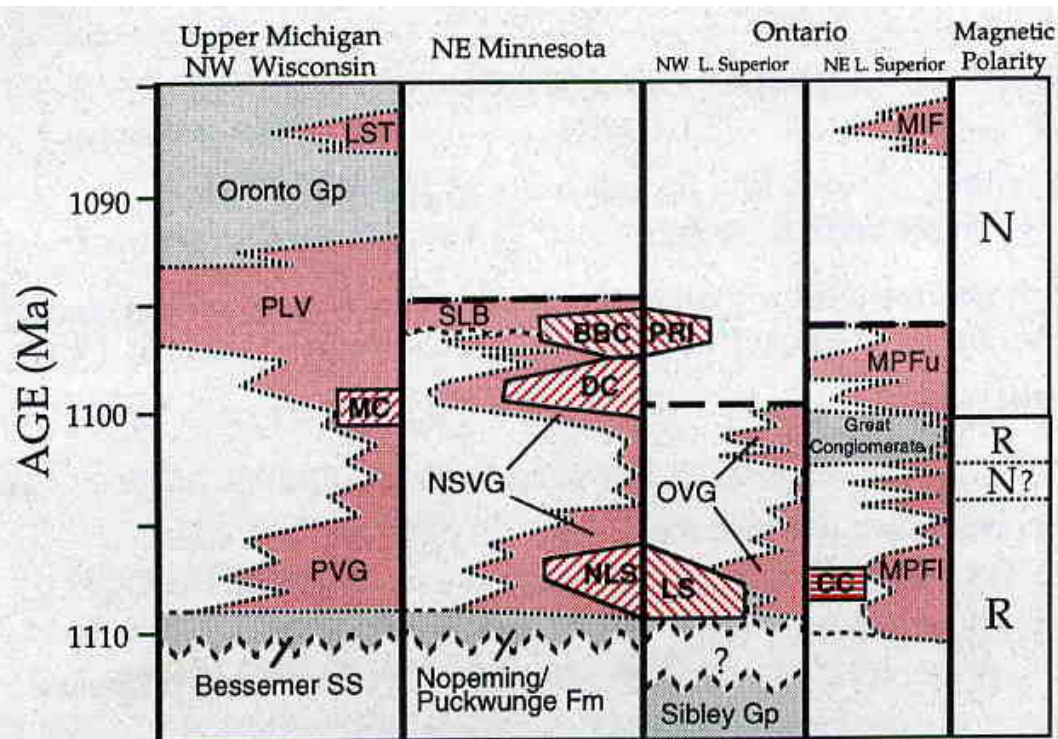 Upper Michigan
NW Wisconsin
NE Minnesota
Ontario
NW L. Superior
NE L. Superior
Magnetic
Polarity
AGE (Ma)
1090
1100
1110
LST
Oronto Gp
PLV
MC
PVG
Bessemer SS
SLB
BBC
DC
NSVG
NLS
Nopeming/
Puckwunge Fm
PRI
OVG
LS
?
Sibley Gp
MIF
MPFu
Great
Conglomerate
CC
MPFl
N
R
N?
R